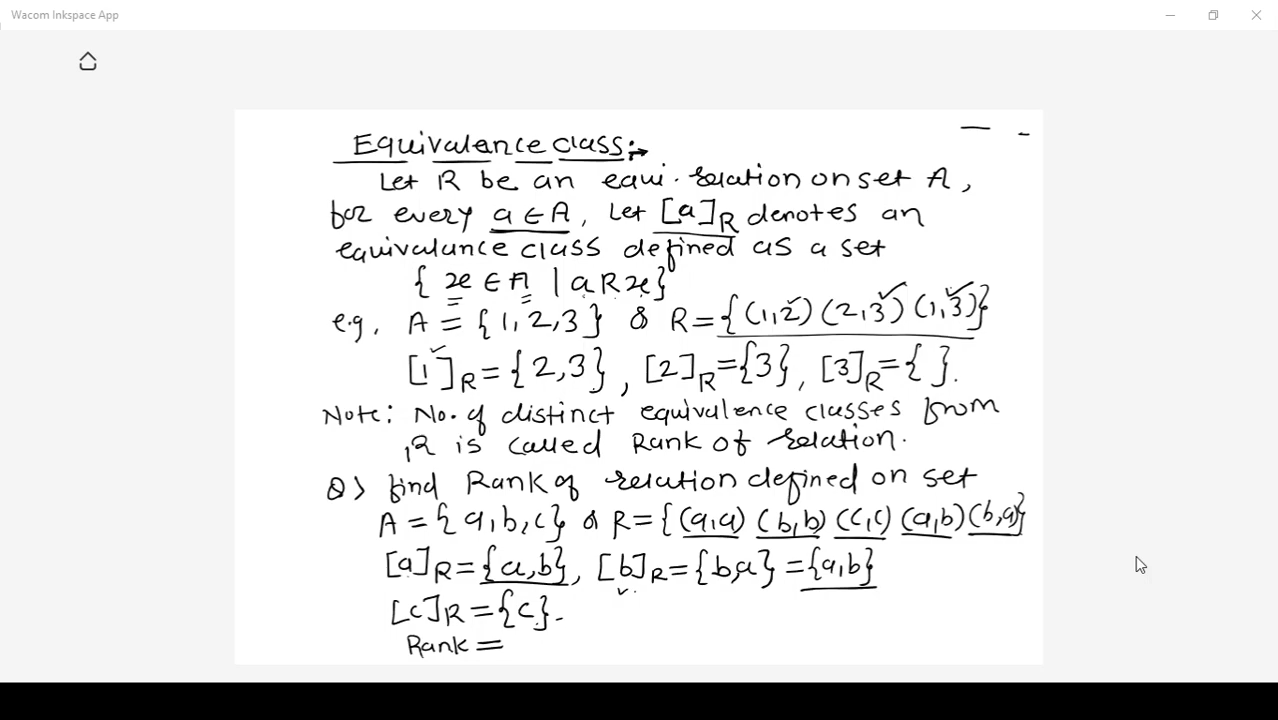 Wacom Inkspace App
Equivalence class:→
Let R be an equi. relation on set A,
for every a ∈ A, Let [a]R denotes an
equivalance class defined as a set
{ x ∈ A | a R x}
e.g. A = {1,2,3} & R = {(1,2) (2,3) (1,3)}
[1]R = {2,3}, [2]R = {3}, [3]R = { }.
Note: No. of distinct equivalence classes from
R is called Rank of relation.
Q> find Rank of relation defined on set
A = {a,b,c} & R = {(a,a) (b,b) (c,c) (a,b) (b,a)}
[a]R = {a,b}, [b]R = {b,a} = {a,b}
[c]R = {c}.
Rank =